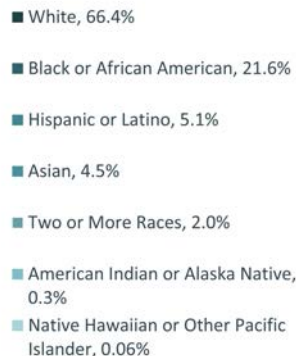 White, 66.4%
Black or African American, 21.6%
Hispanic or Latino, 5.1%
Asian, 4.5%
Two or More Races, 2.0%
American Indian or Alaska Native,
0.3%
Native Hawaiian or Other Pacific
Islander, 0.06%